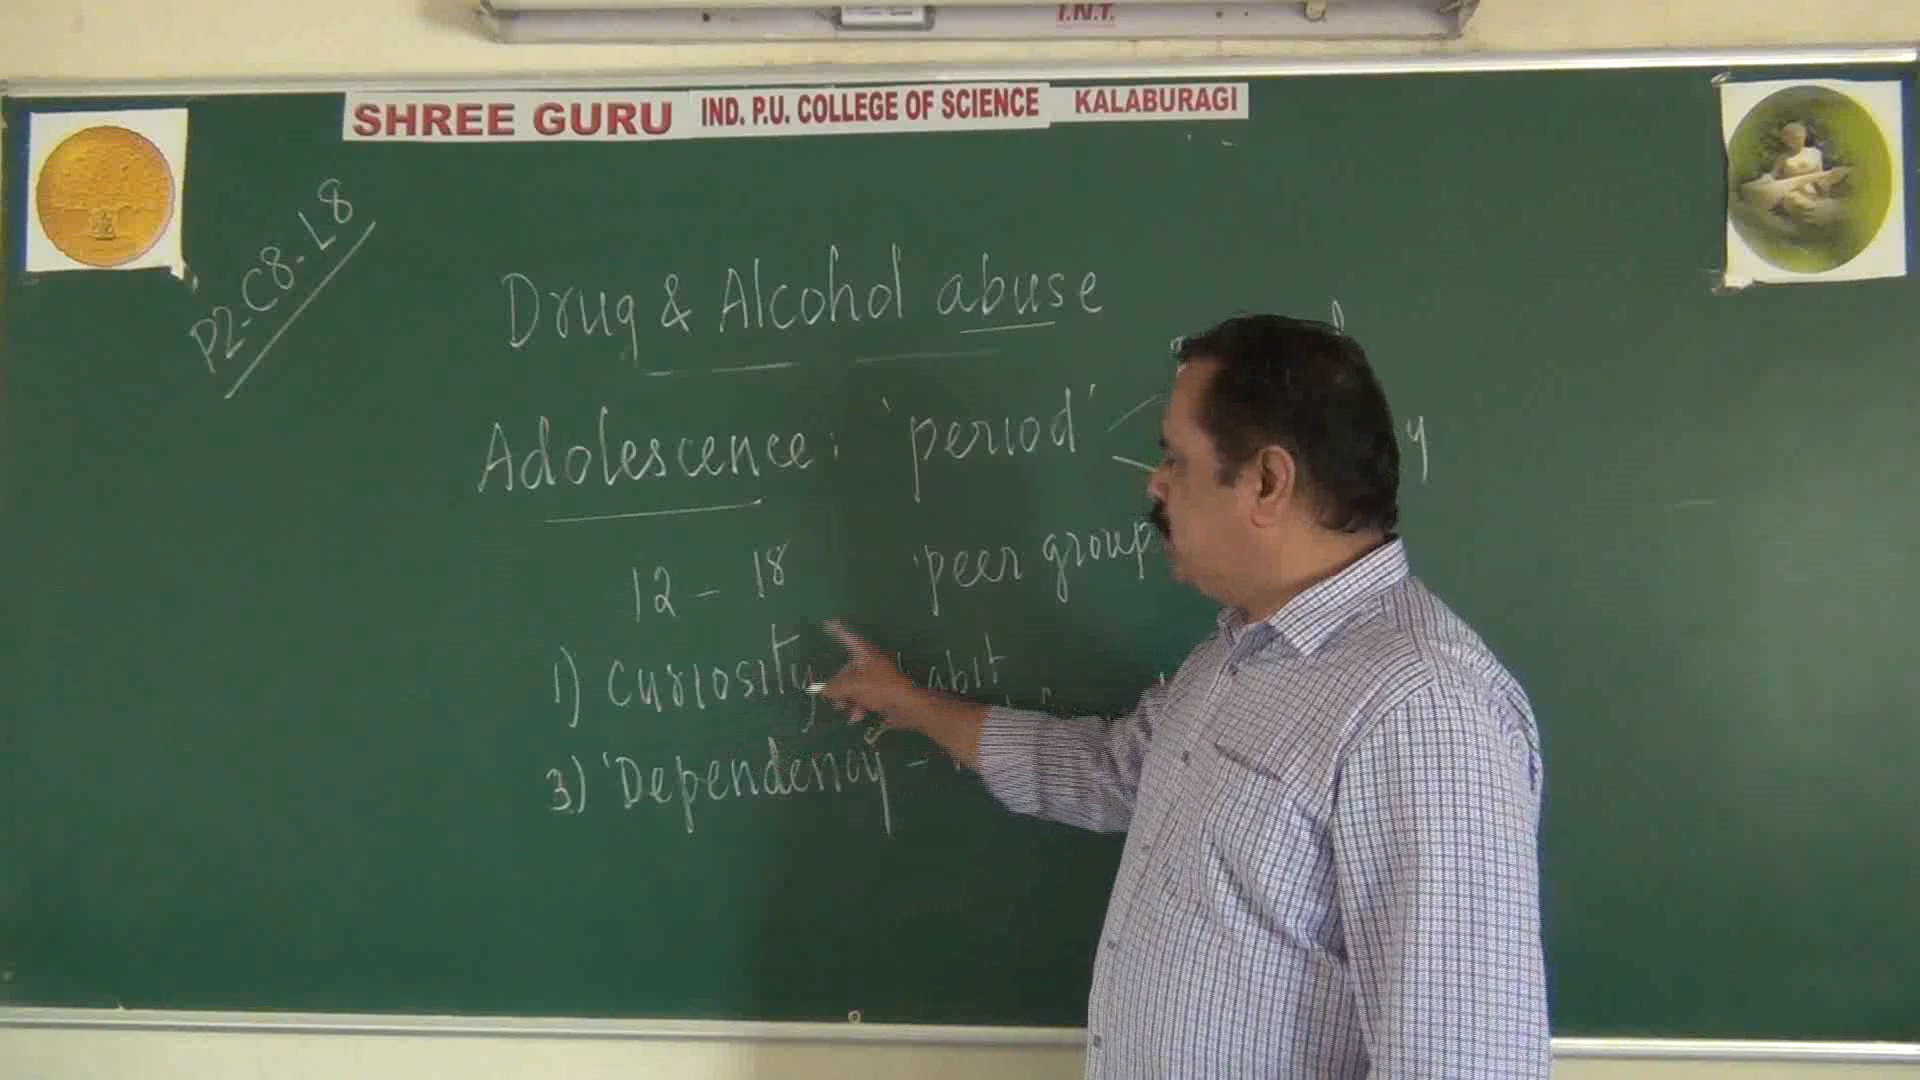 I.N.T.
SHREE GURU IND. P.U. COLLEGE OF SCIENCE KALABURAGI
P2-C8-L8
Drug & Alcohol abuse
Adolescence: 'period'
12 - 18 'peer group
1) Curiosity habit
3) 'Dependency -